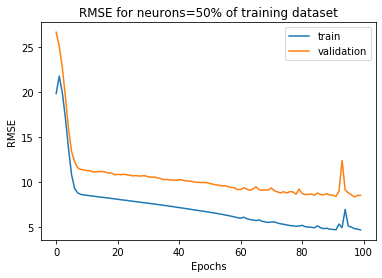 RMSE for neurons=50% of training dataset
train
validation
RMSE
25
20
15
10
5
0
20
40
60
80
100
Epochs